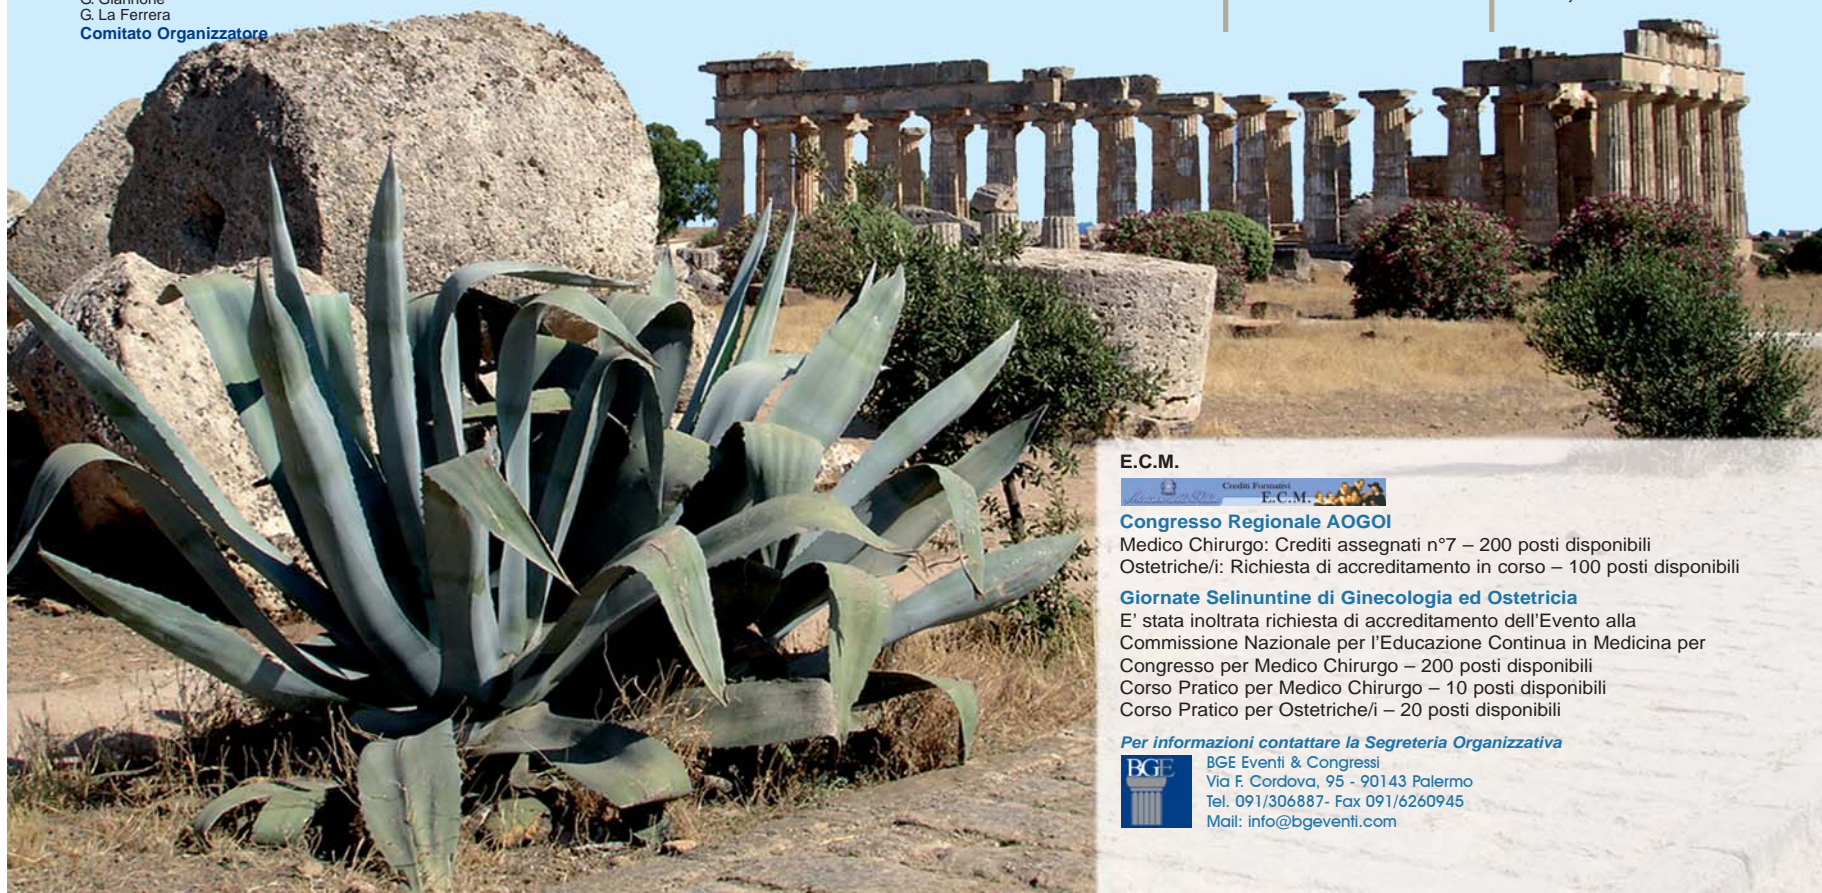 G. Giannone
G. La Ferrera
Comitato Organizzatore
E.C.M.
Crediti Formativi
E.C.M.
Congresso Regionale AOGOI
Medico Chirurgo: Crediti assegnati n°7 – 200 posti disponibili
Ostetriche/i: Richiesta di accreditamento in corso – 100 posti disponibili
Giornate Selinuntine di Ginecologia ed Ostetricia
E' stata inoltrata richiesta di accreditamento dell'Evento alla
Commissione Nazionale per l'Educazione Continua in Medicina per
Congresso per Medico Chirurgo – 200 posti disponibili
Corso Pratico per Medico Chirurgo – 10 posti disponibili
Corso Pratico per Ostetriche/i – 20 posti disponibili
Per informazioni contattare la Segreteria Organizzativa
BGE
BGE Eventi & Congressi
Via F. Cordova, 95 - 90143 Palermo
Tel. 091/306887- Fax 091/6260945
Mail: info@bgeventi.com